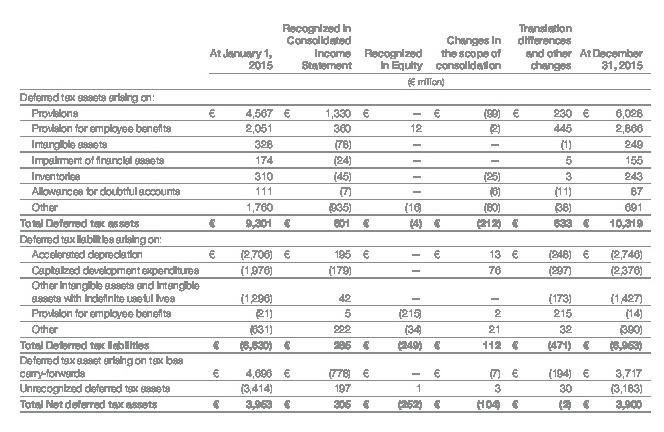 Recognized in Translation
Consolidated Changes in differences
At January 1, Income Recognized the scope of and other At December
2015 Statement in Equity consolidation changes 31, 2015
(€ million)
Deferred tax assets arising on:
Provisions € 4,567 € 1,330 € — € (99) € 230 € 6,028
Provision for employee benefits 2,051 360 12 (2) 445 2,866
Intangible assets 328 (78) — — (1) 249
Impairment of financial assets 174 (24) — — 5 155
Inventories 310 (45) — (25) 3 243
Allowances for doubtful accounts 111 (7) — (6) (11) 87
Other 1,760 (935) (16) (80) (38) 691
Total Deferred tax assets € 9,301 € 601 € (4) € (212) € 633 € 10,319
Deferred tax liabilities arising on:
Accelerated depreciation € (2,706) € 195 € — € 13 € (248) € (2,746)
Capitalized development expenditures (1,976) (179) — 76 (297) (2,376)
Other Intangible assets and Intangible
assets with indefinite useful lives (1,296) 42 — — (173) (1,427)
Provision for employee benefits (21) 5 (215) 2 215 (14)
Other (631) 222 (34) 21 32 (390)
Total Deferred tax liabilities € (6,630) € 285 € (249) € 112 € (471) € (6,953)
Deferred tax asset arising on tax loss
carry-forwards € 4,696 € (778) € — € (7) € (194) € 3,717
Unrecognized deferred tax assets (3,414) 197 1 3 30 (3,183)
Total Net deferred tax assets € 3,953 € 305 € (252) € (104) € (2) € 3,900